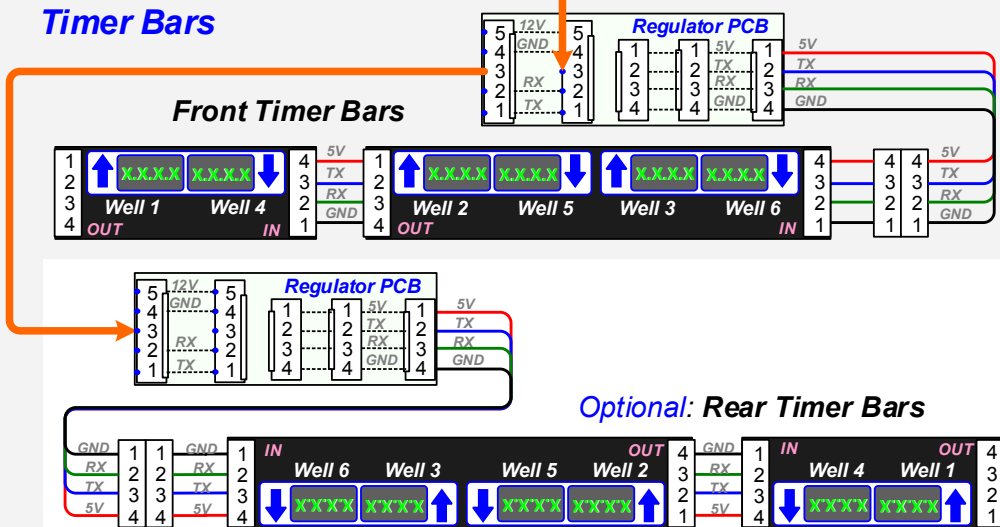 Timer Bars
Regulator PCB
5 12V 5 1 1 5V 1 5V
4 GND 4 2 2 TX 2 TX
3 3 3 3 RX 3 RX
2 RX 2 4 4 GND 4 GND
1 TX 1
Front Timer Bars
1 X.X.X.X X.X.X.X 4 5V 1 X.X.X.X X.X.X.X X.X.X.X X.X.X.X 4 4 4 5V
2 3 TX 2 3 3 3 TX
3 Well 1 Well 4 2 RX 3 Well 2 Well 5 Well 3 Well 6 2 2 2 RX
4 OUT IN 1 GND 4 OUT IN 1 1 1 GND
Regulator PCB
5 12V 5 1 1 5V 1 5V
4 GND 4 2 2 TX 2 TX
3 3 3 3 RX 3 RX
2 RX 2 4 4 GND 4 GND
1 TX 1
Optional: Rear Timer Bars
GND 1 1 GND 1 IN OUT 4 GND 1 IN OUT 4
RX 2 2 RX 2 Well 6 Well 3 Well 5 Well 2 3 RX 2 Well 4 Well 1 3
TX 3 3 TX 3 2 TX 3 2
5V 4 4 5V 4 X.X.X.X X.X.X.X X.X.X.X X.X.X.X 1 5V 4 X.X.X.X X.X.X.X 1